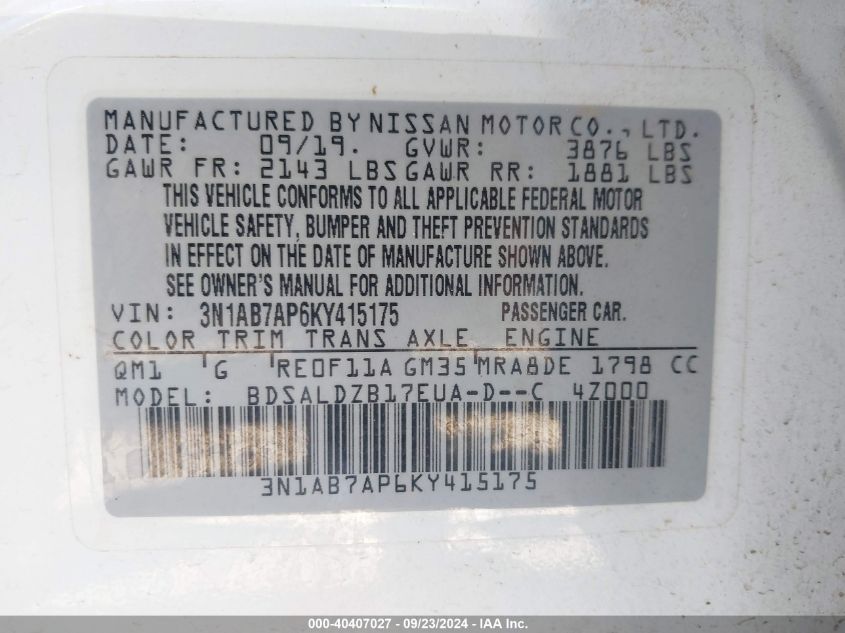 MANUFACTURED BY NISSAN MOTOR CO., LTD.
DATE: 09/19. GVWR: 3876 LBS
GAWR FR: 2143 LBS GAWR RR: 1881 LBS
THIS VEHICLE CONFORMS TO ALL APPLICABLE FEDERAL MOTOR
VEHICLE SAFETY, BUMPER AND THEFT PREVENTION STANDARDS
IN EFFECT ON THE DATE OF MANUFACTURE SHOWN ABOVE.
SEE OWNER'S MANUAL FOR ADDITIONAL INFORMATION.
VIN: 3N1AB7AP6KY415175 PASSENGER CAR.
COLOR TRIM TRANS AXLE ENGINE
QM1 G RE0F11A GM35 MRA8DE 1798 CC
MODEL: BDSALDZB17EUA-D--C 4Z000
3N1AB7AP6KY415175
000-40407027 - 09/23/2024 - IAA Inc.